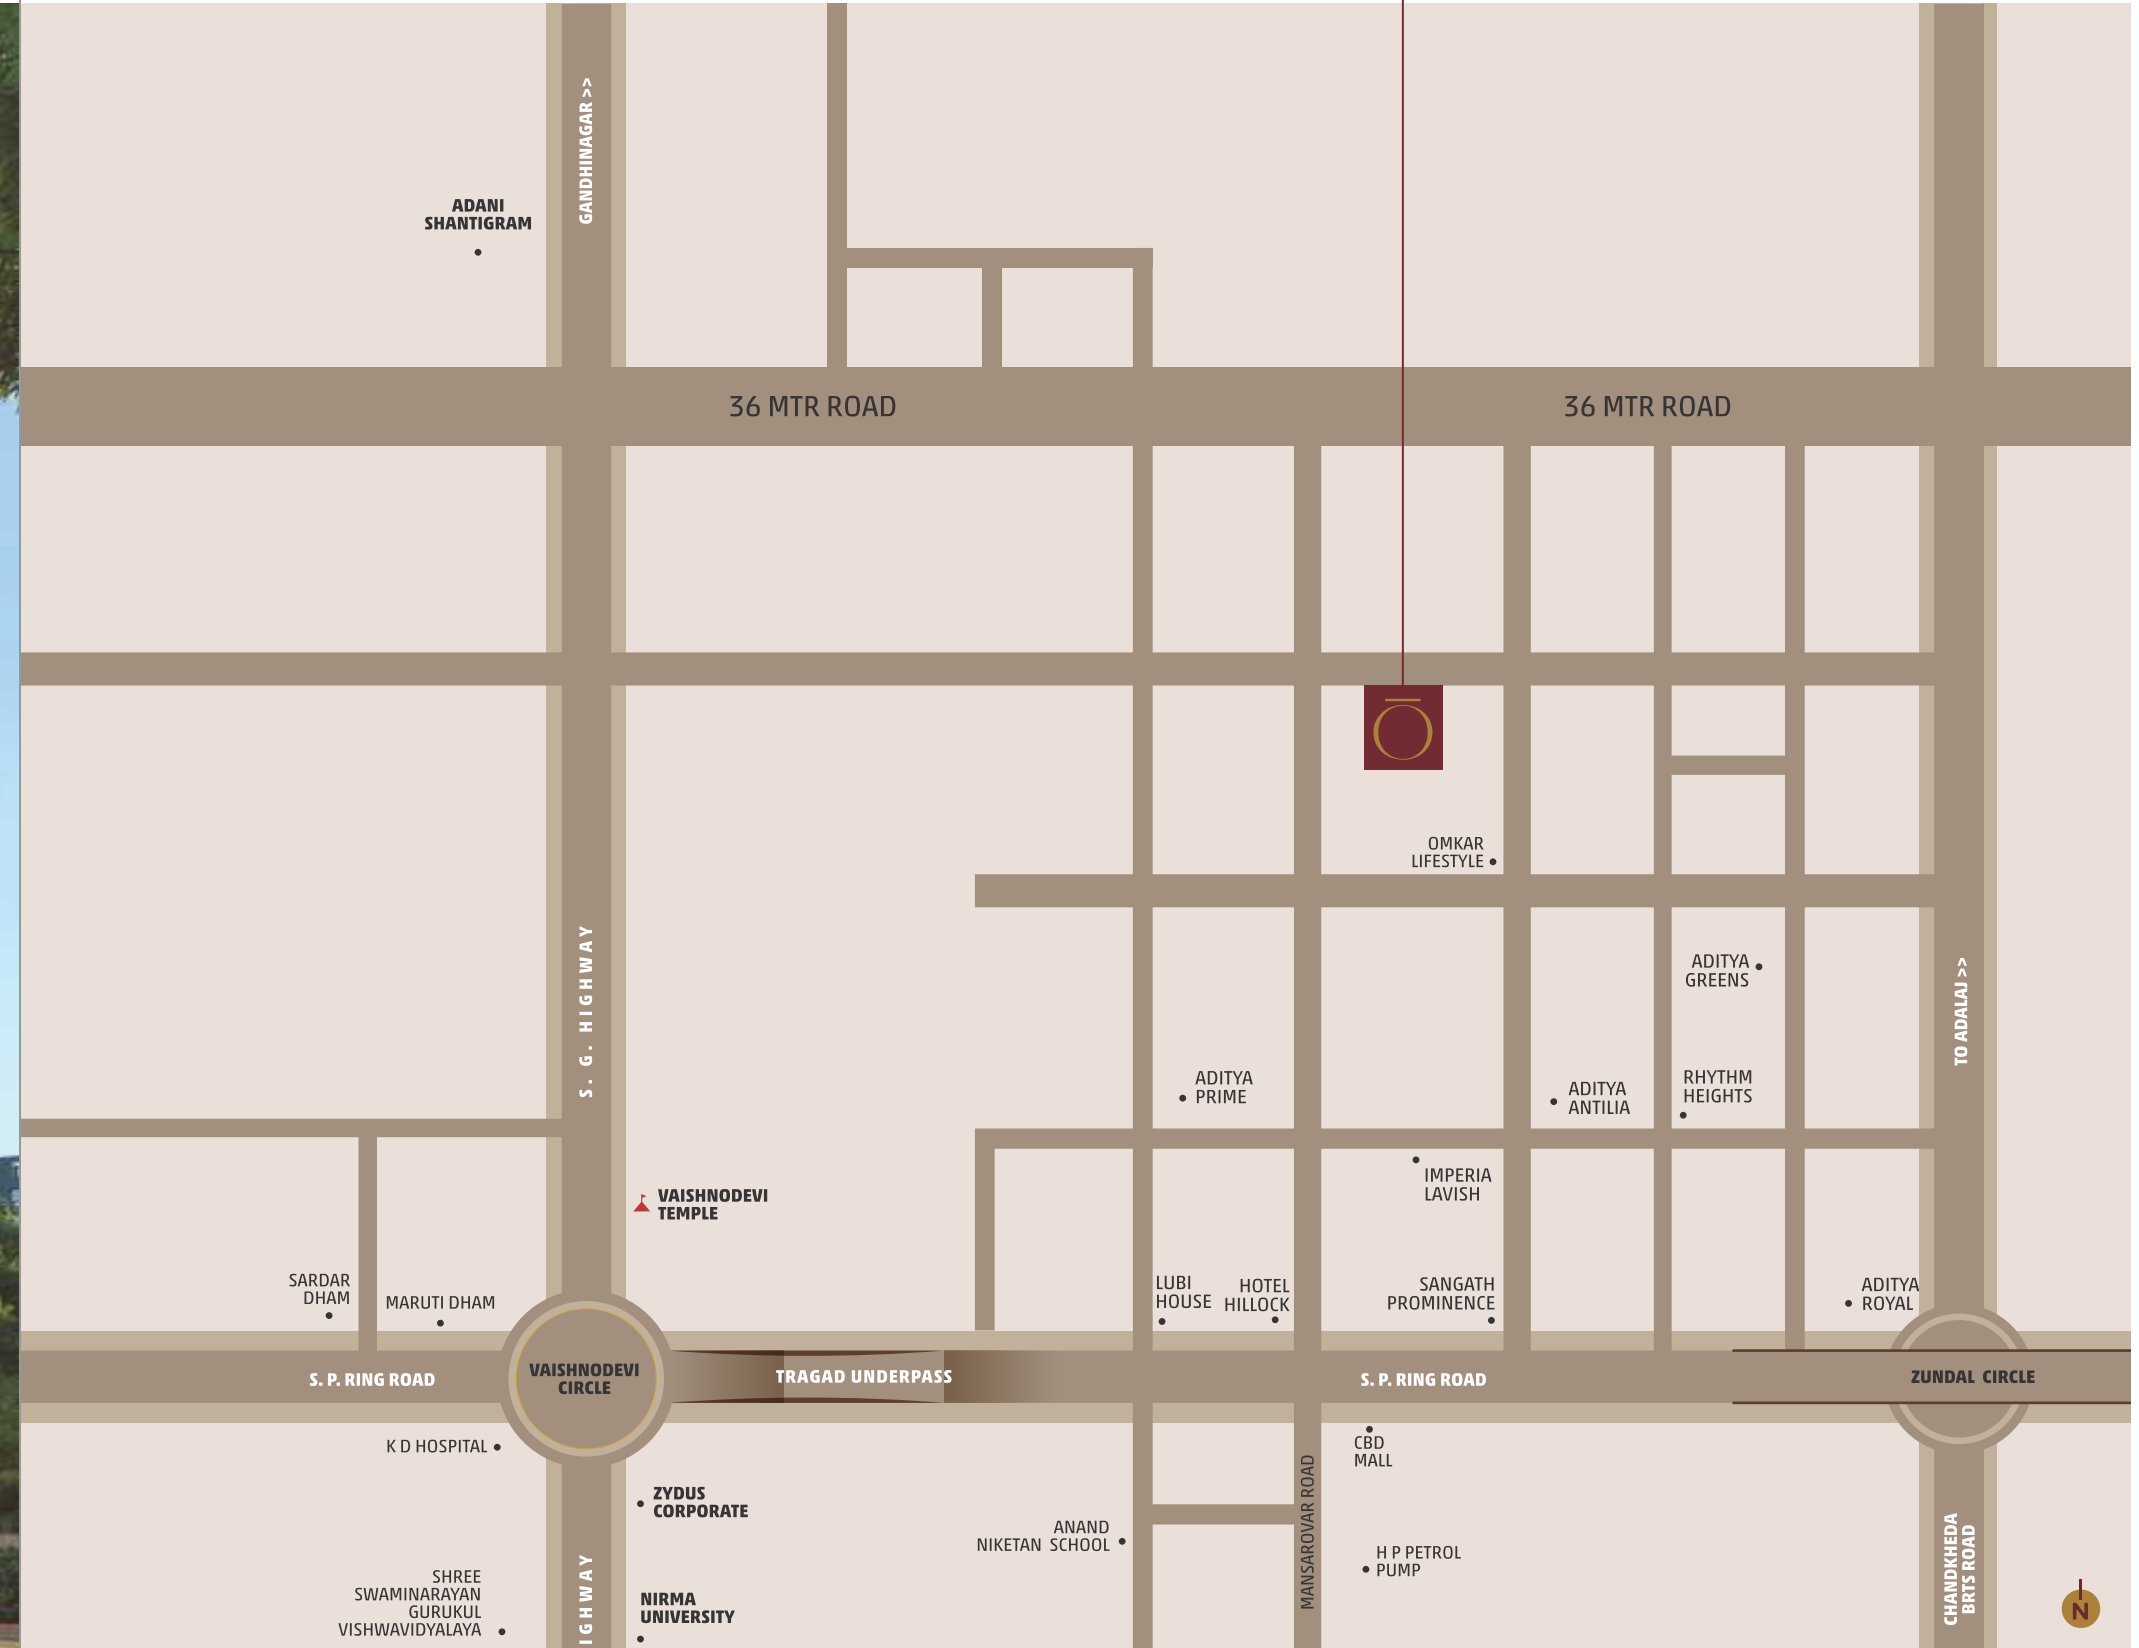 GANDHINAGAR >>
ADANI
SHANTIGRAM
36 MTR ROAD
36 MTR ROAD
Ō
OMKAR
LIFESTYLE
S. G. HIGHWAY
ADITYA
GREENS
TO ADALAJ >>
ADITYA
PRIME
ADITYA
ANTILIA
RHYTHM
HEIGHTS
IMPERIA
LAVISH
VAISHNODEVI
TEMPLE
SARDAR
DHAM
MARUTI DHAM
LUBI
HOUSE
HOTEL
HILLOCK
SANGATH
PROMINENCE
ADITYA
ROYAL
S. P. RING ROAD
VAISHNODEVI
CIRCLE
TRAGAD UNDERPASS
S. P. RING ROAD
ZUNDAL CIRCLE
K D HOSPITAL
CBD
MALL
ZYDUS
CORPORATE
ANAND
NIKETAN SCHOOL
MANSAROVAR ROAD
H P PETROL
PUMP
CHANDKHEDA
BRTS ROAD
SHREE
SWAMINARAYAN
GURUKUL
VISHWAVIDYALAYA
IGHWAY
NIRMA
UNIVERSITY
N